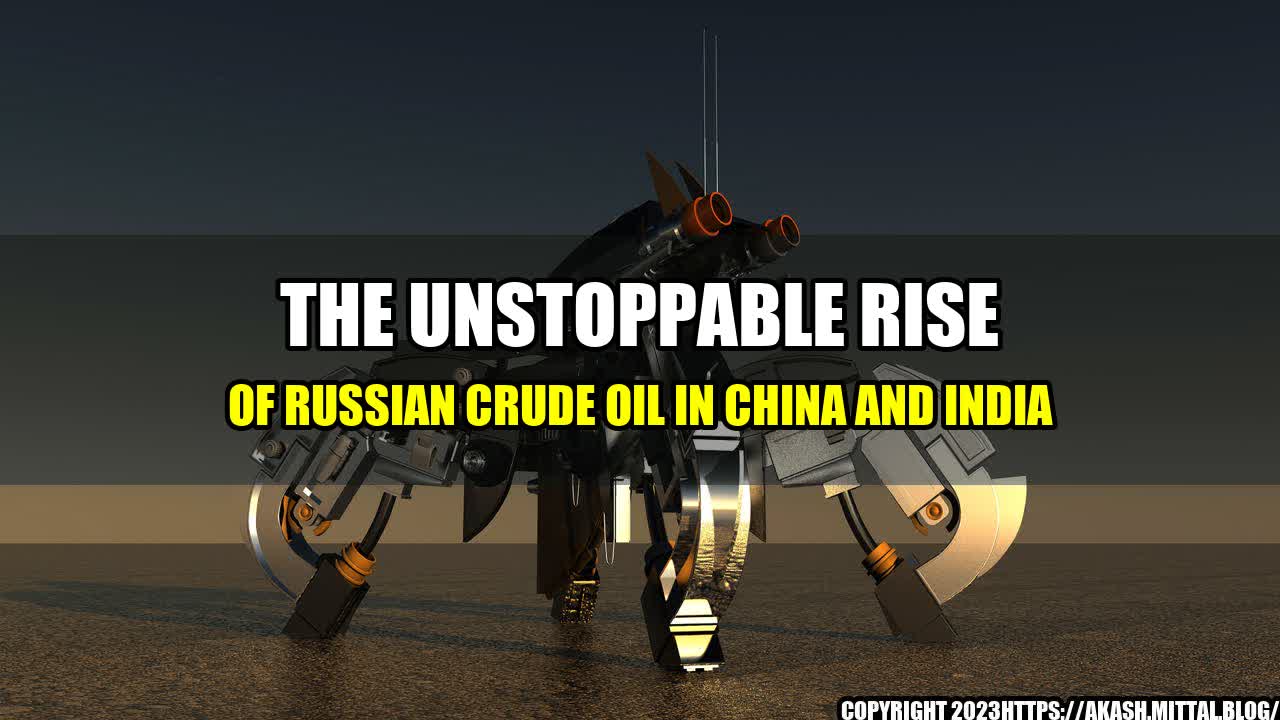 THE UNSTOPPABLE RISE
OF RUSSIAN CRUDE OIL IN CHINA AND INDIA
COPYRIGHT 2023HTTPS://AKASH.MITTAL.BLOG/